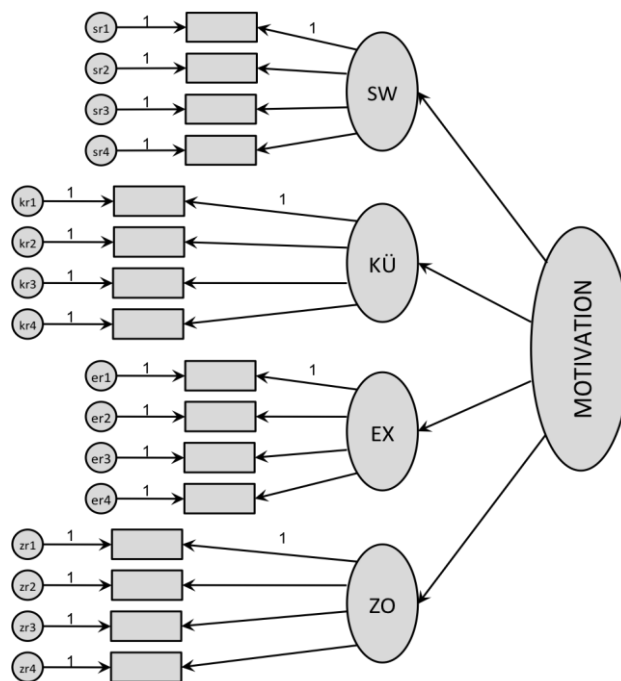 sr1 1 1
sr2 1
sr3 1
sr4 1
SW
kr1 1 1
kr2 1
kr3 1
kr4 1
KÜ
MOTIVATION
er1 1 1
er2 1
er3 1
er4 1
EX
zr1 1 1
zr2 1
zr3 1
zr4 1
ZO